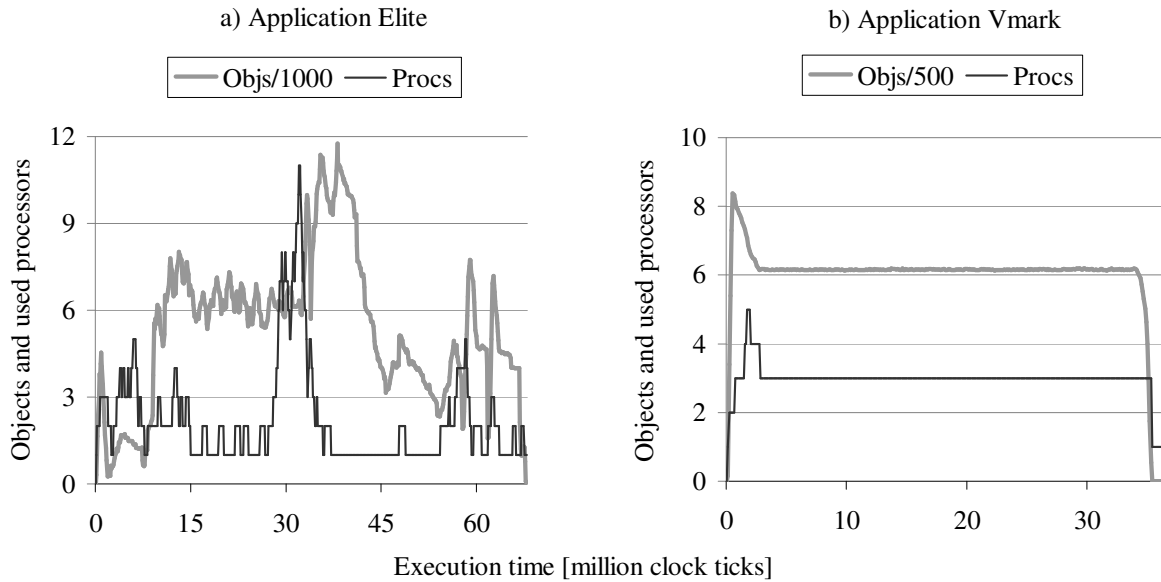 a) Application Elite
Objs/1000 Procs
Objects and used processors
12
9
6
3
0
0 15 30 45 60
b) Application Vmark
Objs/500 Procs
Objects and used processors
10
8
6
4
2
0
0 10 20 30
Execution time [million clock ticks]